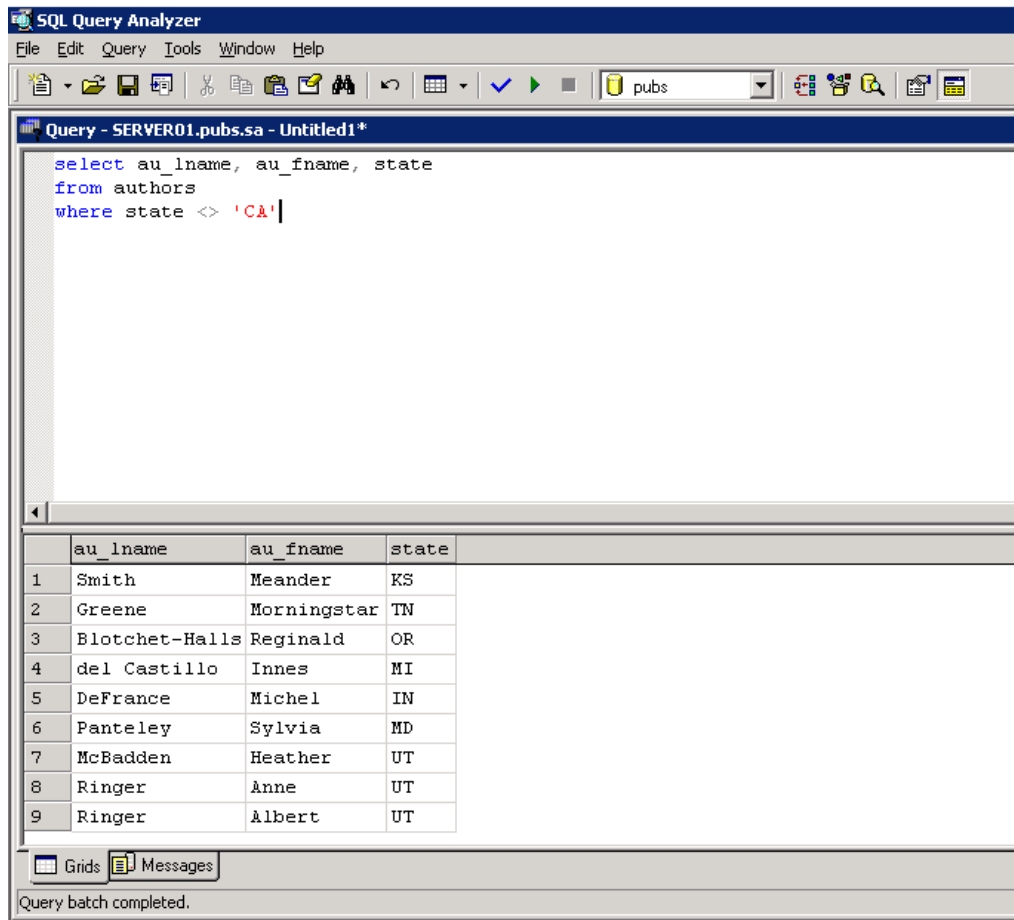 SQL Query Analyzer
File Edit Query Tools Window Help
pubs
Query - SERVER01.pubs.sa - Untitled1*
select au_lname, au_fname, state
from authors
where state <> 'CA'
au_lname au_fname state
1 Smith Meander KS
2 Greene Morningstar TN
3 Blotchet-Halls Reginald OR
4 del Castillo Innes MI
5 DeFrance Michel IN
6 Panteley Sylvia MD
7 McBadden Heather UT
8 Ringer Anne UT
9 Ringer Albert UT
Grids Messages
Query batch completed.